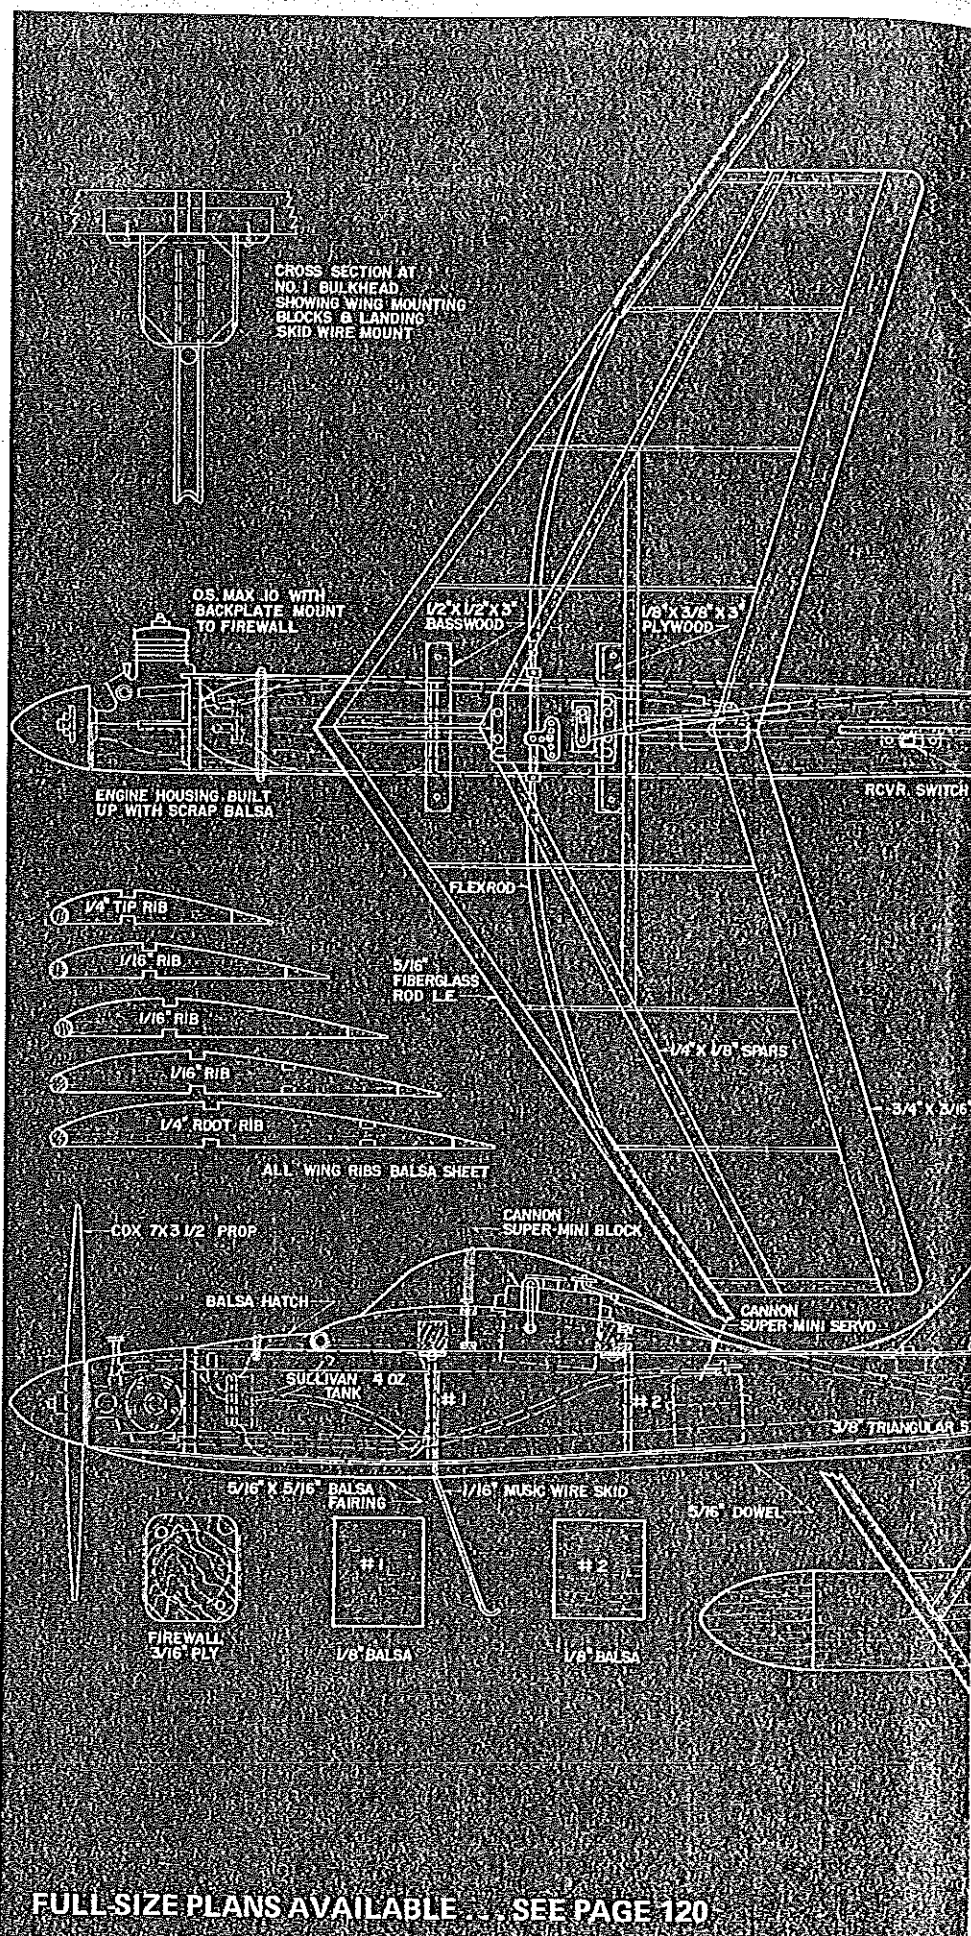 CROSS SECTION AT
NO. 1 BULKHEAD
SHOWING WING MOUNTING
BLOCKS & LANDING
SKID WIRE MOUNT
O.S. MAX .10 WITH
BACKPLATE MOUNT
TO FIREWALL
1/2" X 1/2" X 3"
BASSWOOD
1/8" X 3/8" X 3"
PLYWOOD
ENGINE HOUSING BUILT
UP WITH SCRAP BALSA
RCVR. SWITCH
FLEXROD
1/4" TIP RIB
1/16" RIB
5/16"
FIBERGLASS
ROD L.E.
1/16" RIB
1/4" X 1/8" SPARS
1/16" RIB
3/4" X 3/16
1/4" ROOT RIB
ALL WING RIBS BALSA SHEET
CANNON
SUPER-MINI BLOCK
COX 7X3 1/2 PROP
BALSA HATCH
CANNON
SUPER-MINI SERVO
SULLIVAN 4 OZ.
TANK
#1
#2
3/8" TRIANGULAR S
5/16" X 5/16" BALSA
FAIRING
1/16" MUSIC WIRE SKID
5/16" DOWEL
#1
#2
FIREWALL
3/16" PLY
1/8" BALSA
1/8" BALSA
FULL-SIZE PLANS AVAILABLE . . . SEE PAGE 120